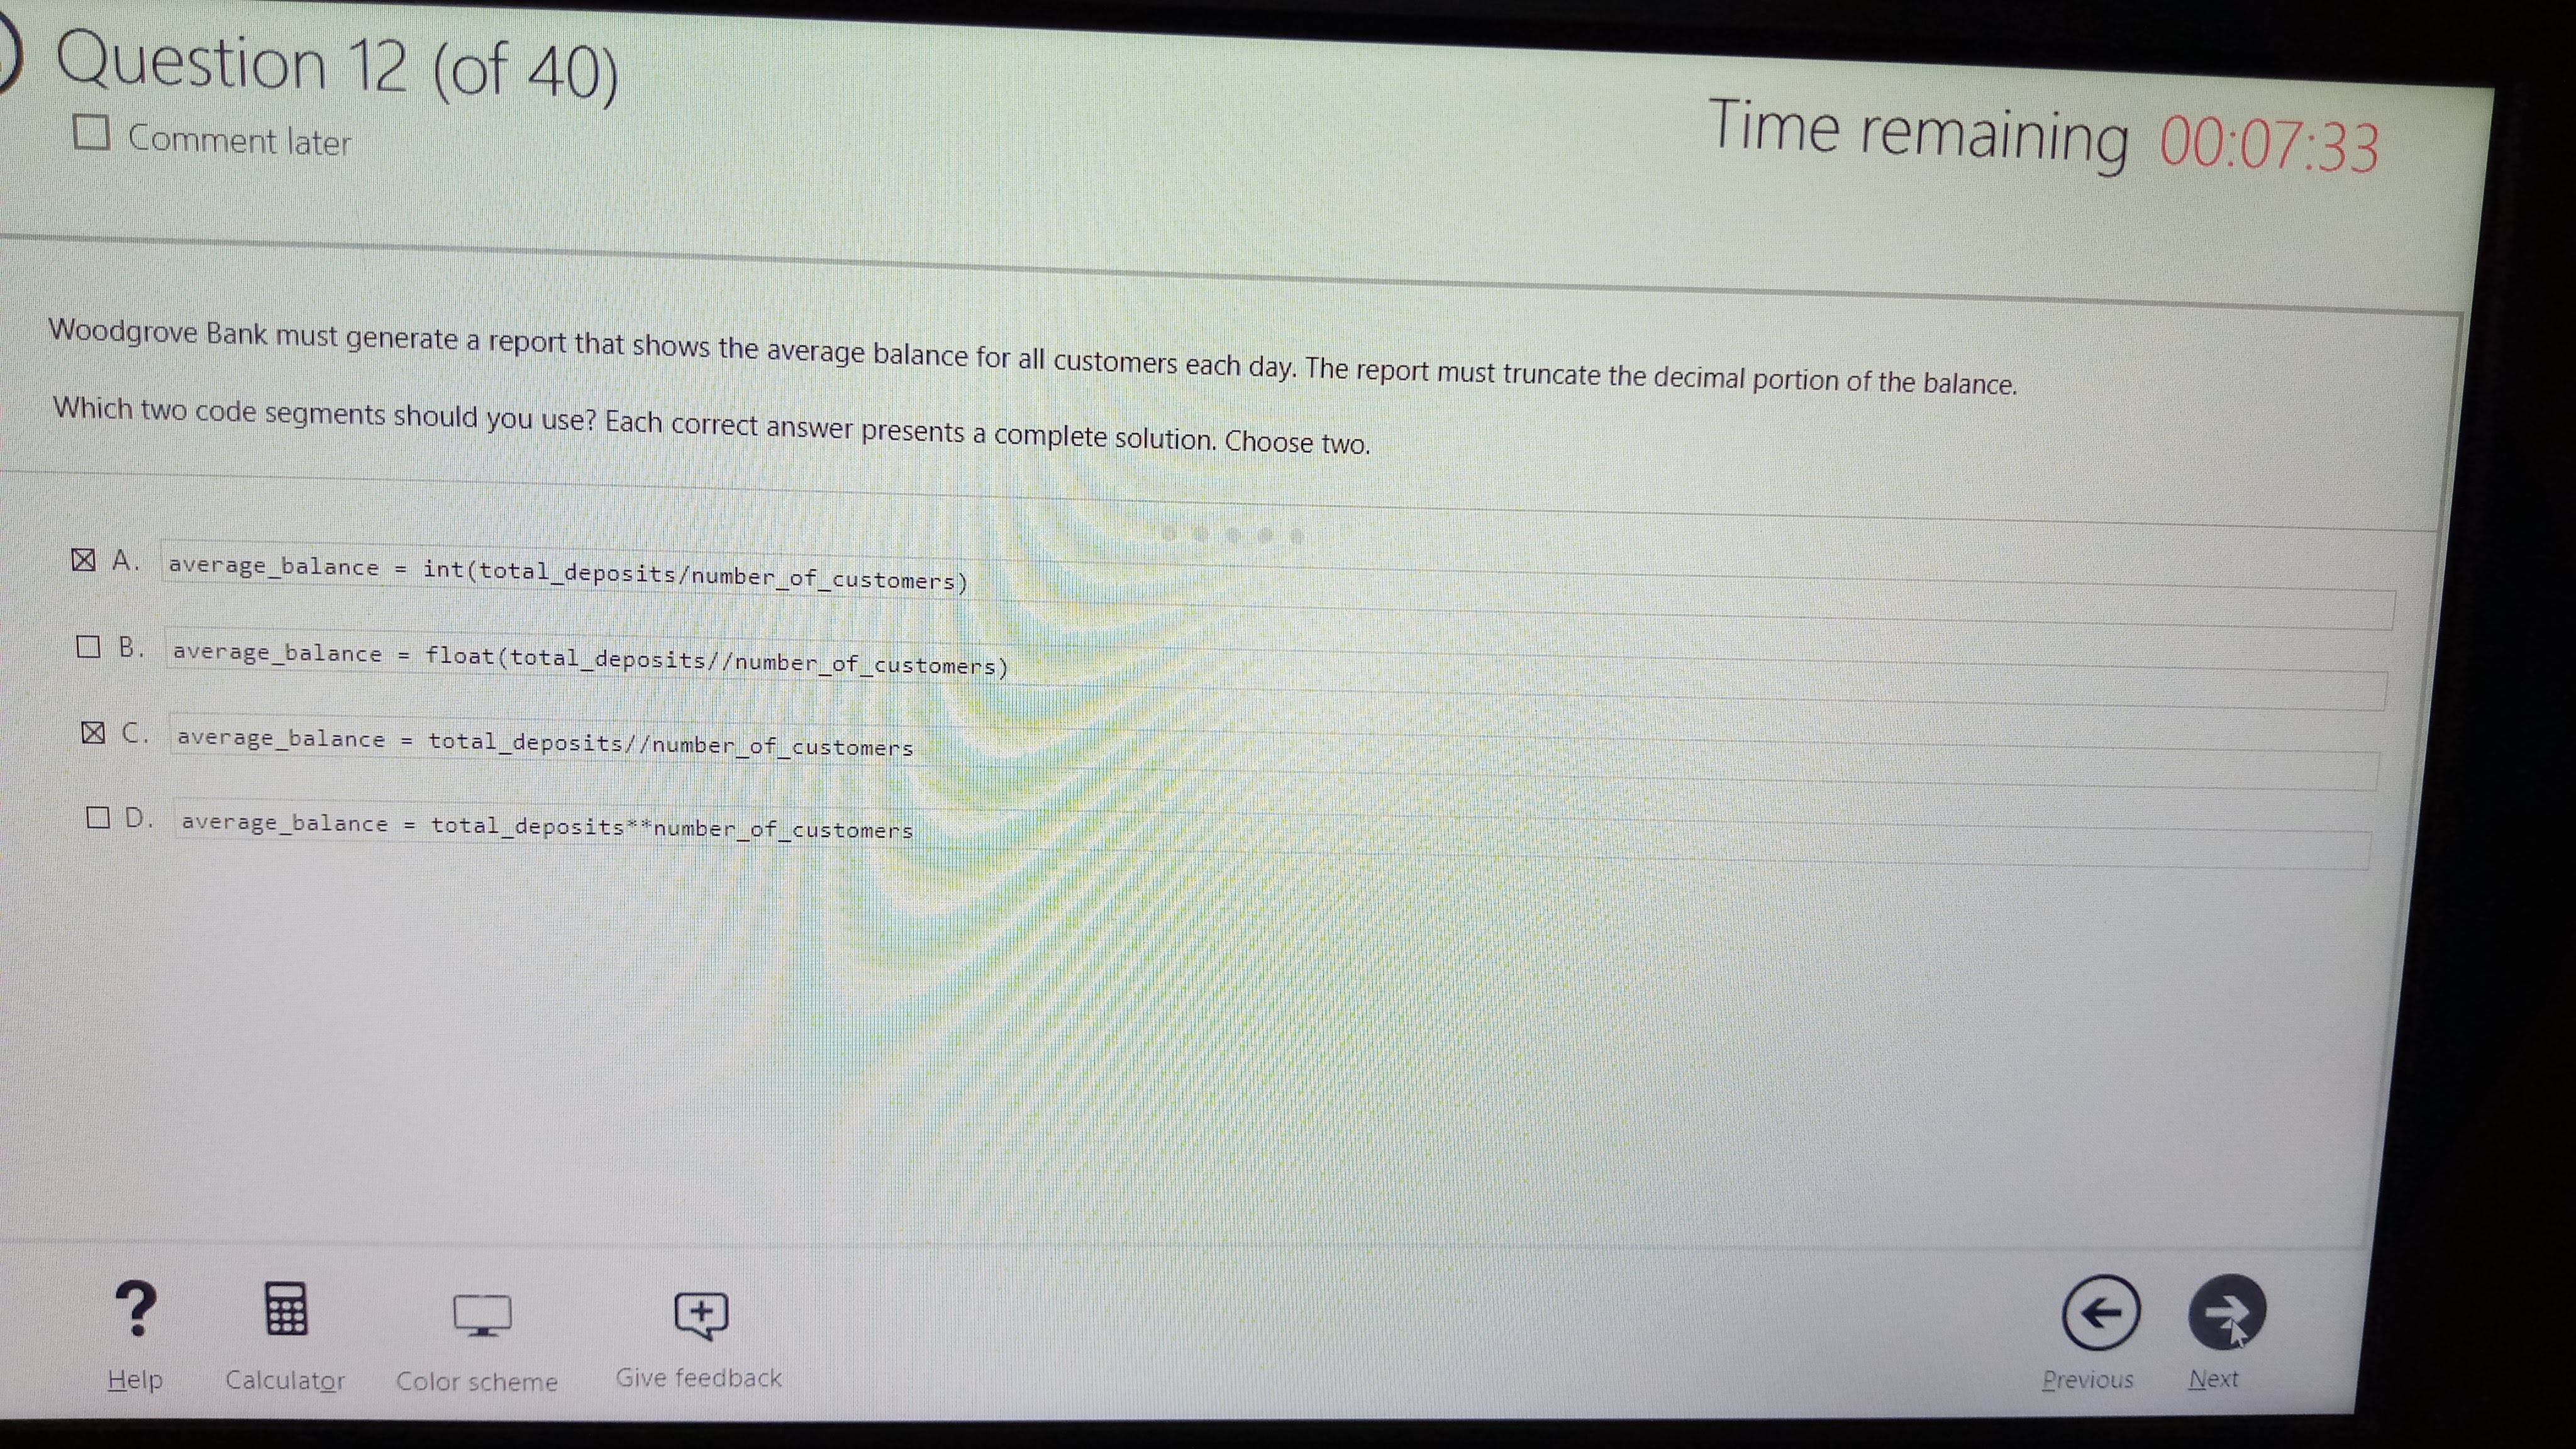 Question 12 (of 40)
Comment later
Time remaining 00:07:33
Woodgrove Bank must generate a report that shows the average balance for all customers each day. The report must truncate the decimal portion of the balance.
Which two code segments should you use? Each correct answer presents a complete solution. Choose two.
A. average_balance = int(total_deposits/number_of_customers)
B. average_balance = float(total_deposits//number_of_customers)
C. average_balance = total_deposits//number_of_customers
D. average_balance = total_deposits**number_of_customers
Help Calculator Color scheme Give feedback Previous Next